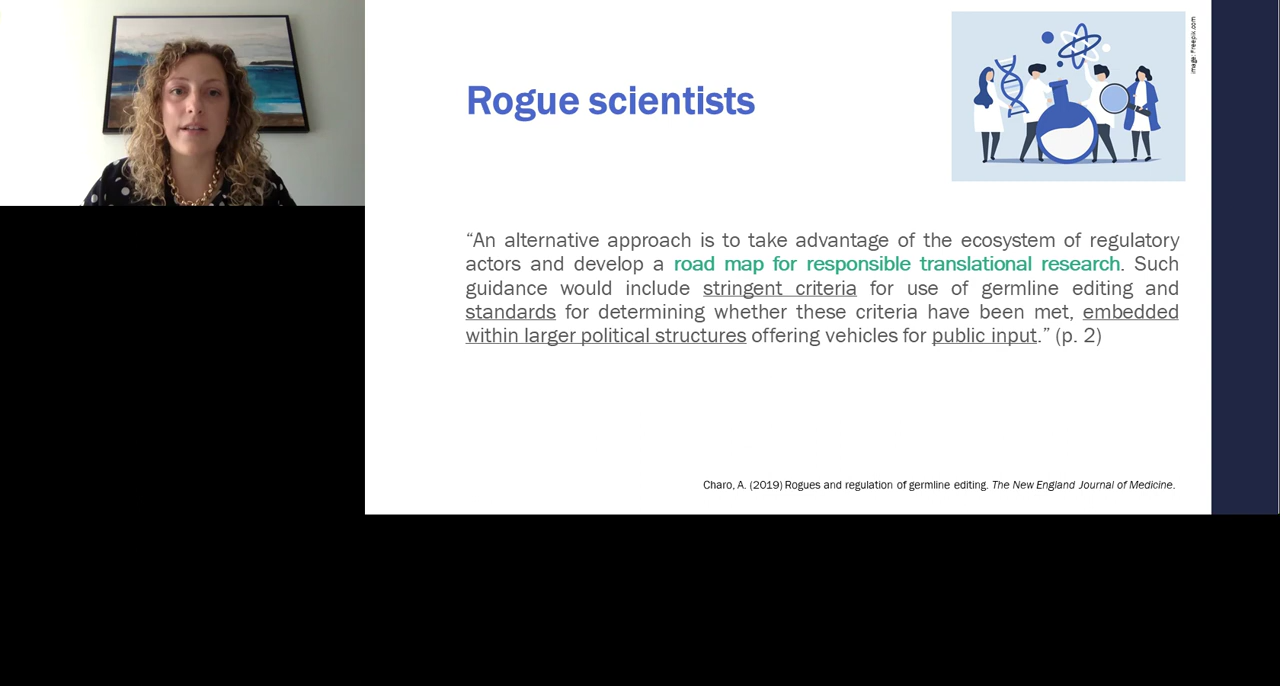 image: Freepik.com
Rogue scientists
“An alternative approach is to take advantage of the ecosystem of regulatory
actors and develop a road map for responsible translational research. Such
guidance would include stringent criteria for use of germline editing and
standards for determining whether these criteria have been met, embedded
within larger political structures offering vehicles for public input.” (p. 2)
Charo, A. (2019) Rogues and regulation of germline editing. The New England Journal of Medicine.